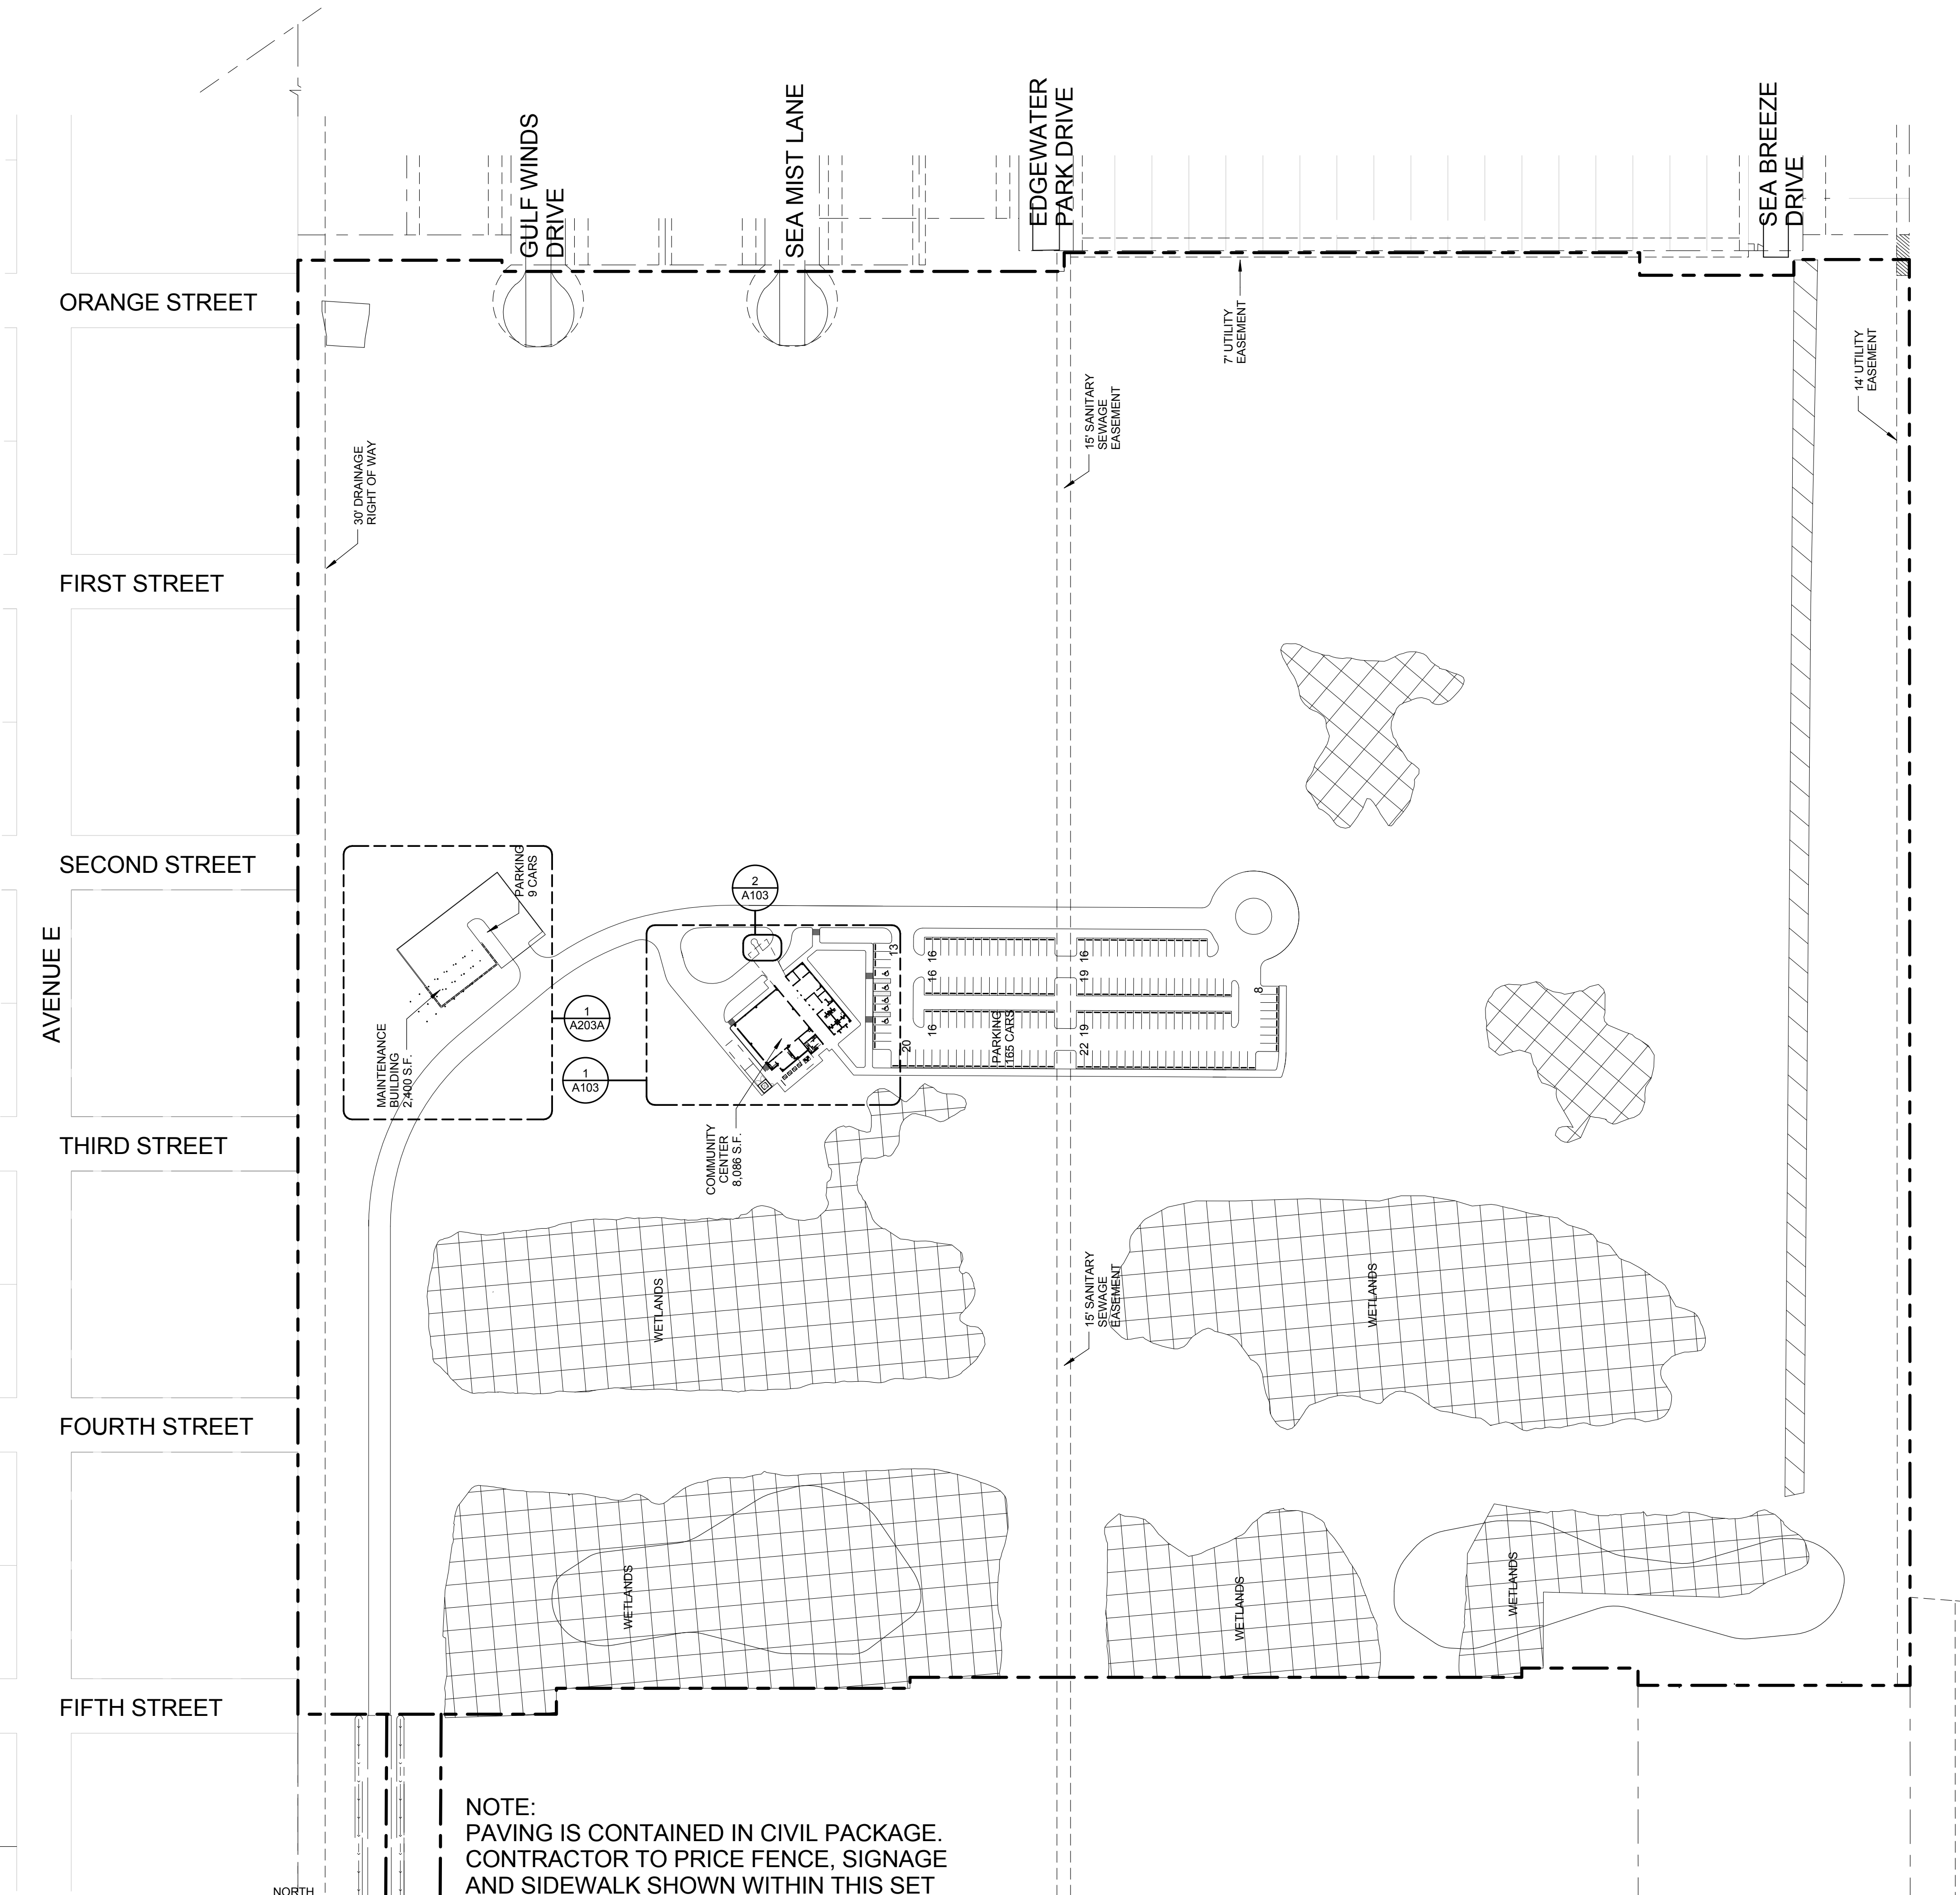 GULF WINDS
DRIVE
SEA MIST LANE
EDGEWATER
PARK DRIVE
SEA BREEZE
DRIVE
ORANGE STREET
7' UTILITY
EASEMENT
14' UTILITY
EASEMENT
15' SANITARY
SEWAGE
EASEMENT
30' DRAINAGE
RIGHT OF WAY
FIRST STREET
SECOND STREET
PARKING
9 CARS
2
A103
AVENUE E
13
16
16
16
16
19
8
1
A203A
20
16
PARKING
165 CARS
22
19
1
A103
MAINTENANCE
BUILDING
2,400 S.F.
COMMUNITY
CENTER
8,086 S.F.
THIRD STREET
WETLANDS
15' SANITARY
SEWAGE
EASEMENT
WETLANDS
FOURTH STREET
WETLANDS
WETLANDS
WETLANDS
FIFTH STREET
NOTE:
PAVING IS CONTAINED IN CIVIL PACKAGE.
CONTRACTOR TO PRICE FENCE, SIGNAGE
AND SIDEWALK SHOWN WITHIN THIS SET
NORTH